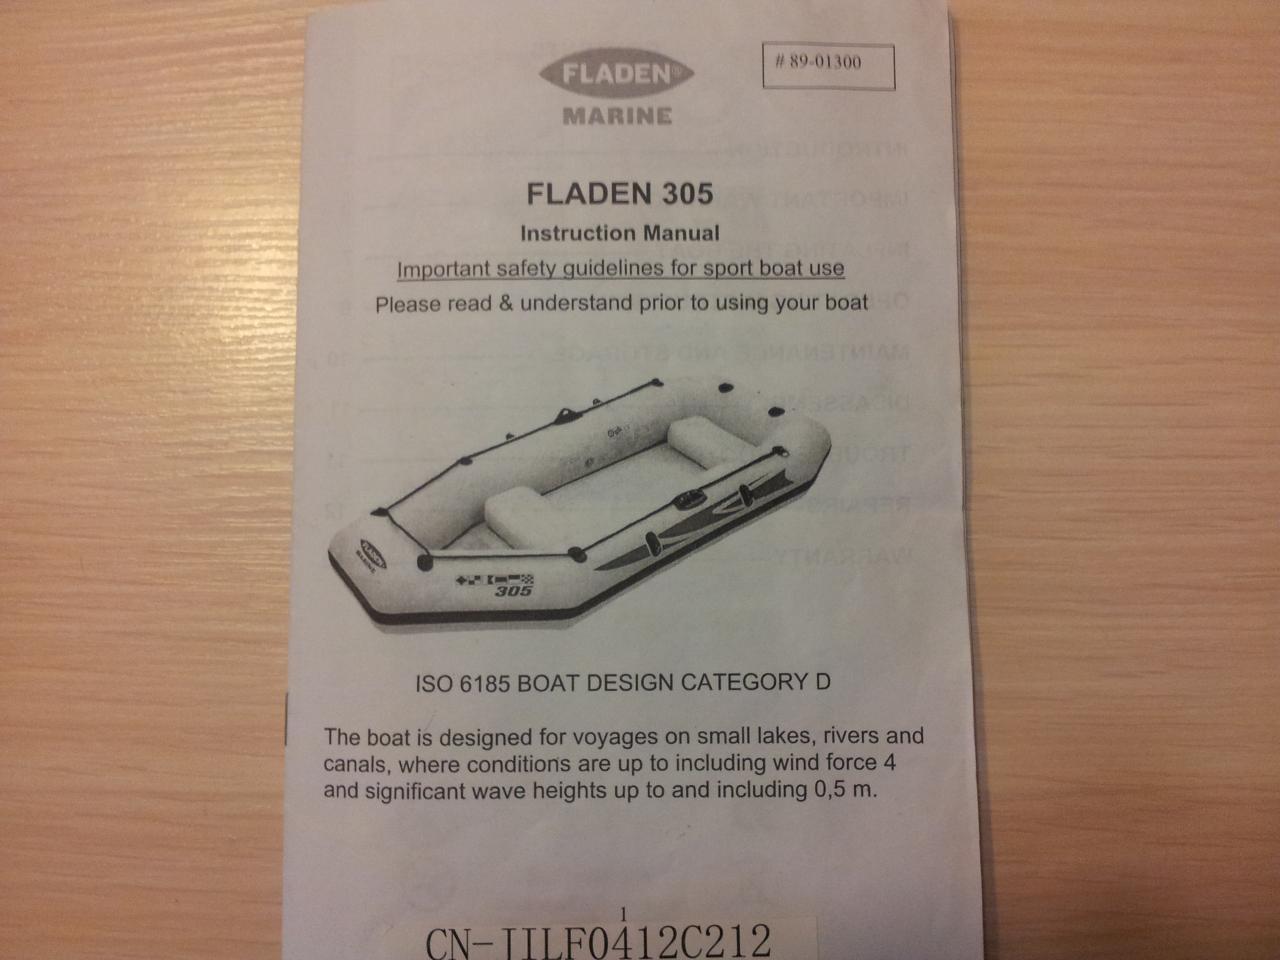 FLADEN®
MARINE
# 89-01300
FLADEN 305
Instruction Manual
Important safety guidelines for sport boat use
Please read & understand prior to using your boat
FLADEN
MARINE
305
ISO 6185 BOAT DESIGN CATEGORY D
The boat is designed for voyages on small lakes, rivers and
canals, where conditions are up to including wind force 4
and significant wave heights up to and including 0,5 m.
1
CN-IILF0412C212